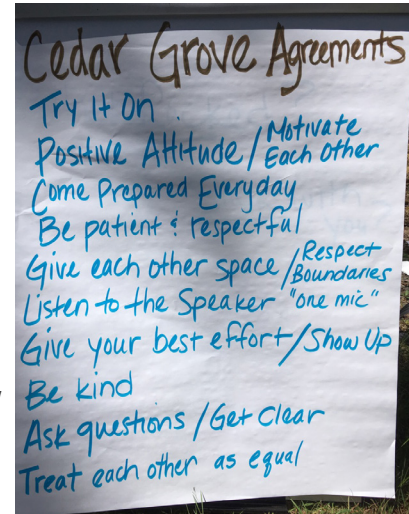 Cedar Grove Agreements
Try It On
Positive Attitude / Motivate Each Other
Come Prepared Everyday
Be patient & respectful
Give each other space / Respect Boundaries
Listen to the Speaker "one mic"
Give your best effort / Show Up
Be kind
Ask questions / Get Clear
Treat each other as equal